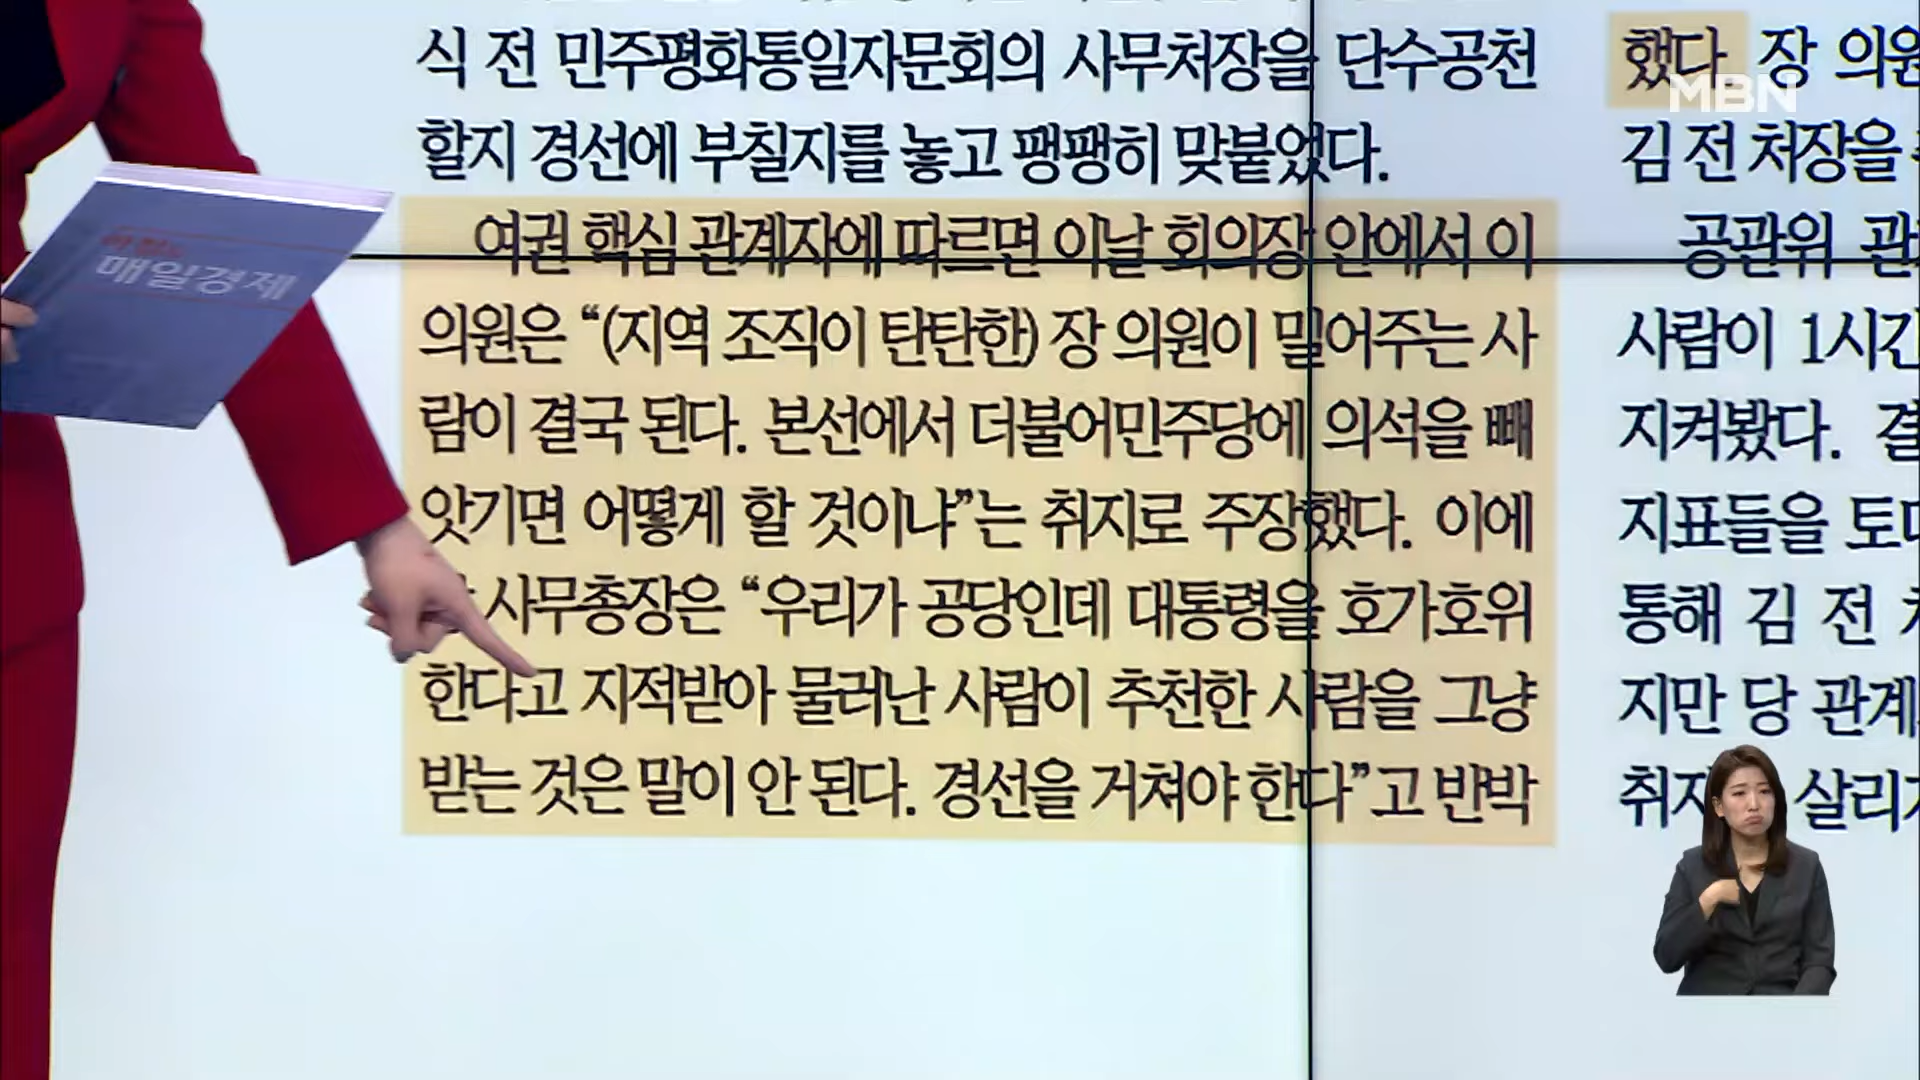 식 전 민주평화통일자문회의 사무처장을 단수공천
할지 경선에 부칠지를 놓고 팽팽히 맞붙었다.
여권 핵심 관계자에 따르면 이날 회의장 안에서 이
의원은 “(지역 조직이 탄탄한) 장 의원이 밀어주는 사
람이 결국 된다. 본선에서 더불어민주당에 의석을 빼
앗기면 어떻게 할 것이냐”는 취지로 주장했다. 이에
사무총장은 “우리가 공당인데 대통령을 호가호위
한다고 지적받아 물러난 사람이 추천한 사람을 그냥
받는 것은 말이 안 된다. 경선을 거쳐야 한다”고 반박
했다. 장 의원
김 전 처장을
공관위
사람이 1시간
지켜봤다.
지표들을
통해 김 전
지만 당 관계
살리
MBN
매일경제